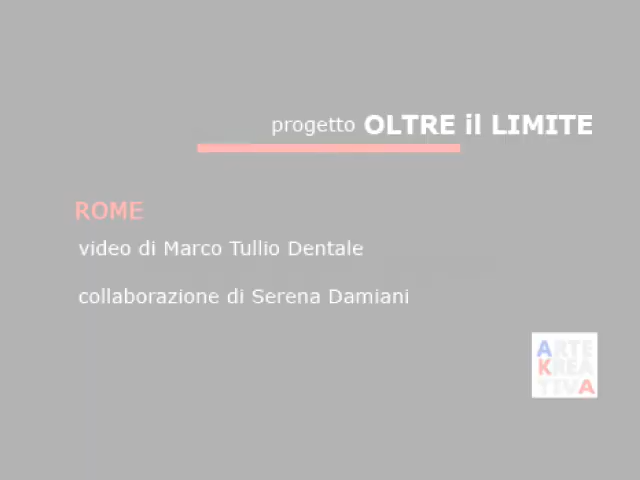 progetto OLTRE il LIMITE
ROME
video di Marco Tullio Dentale
collaborazione di Serena Damiani
ARTE
KREA
TIVA